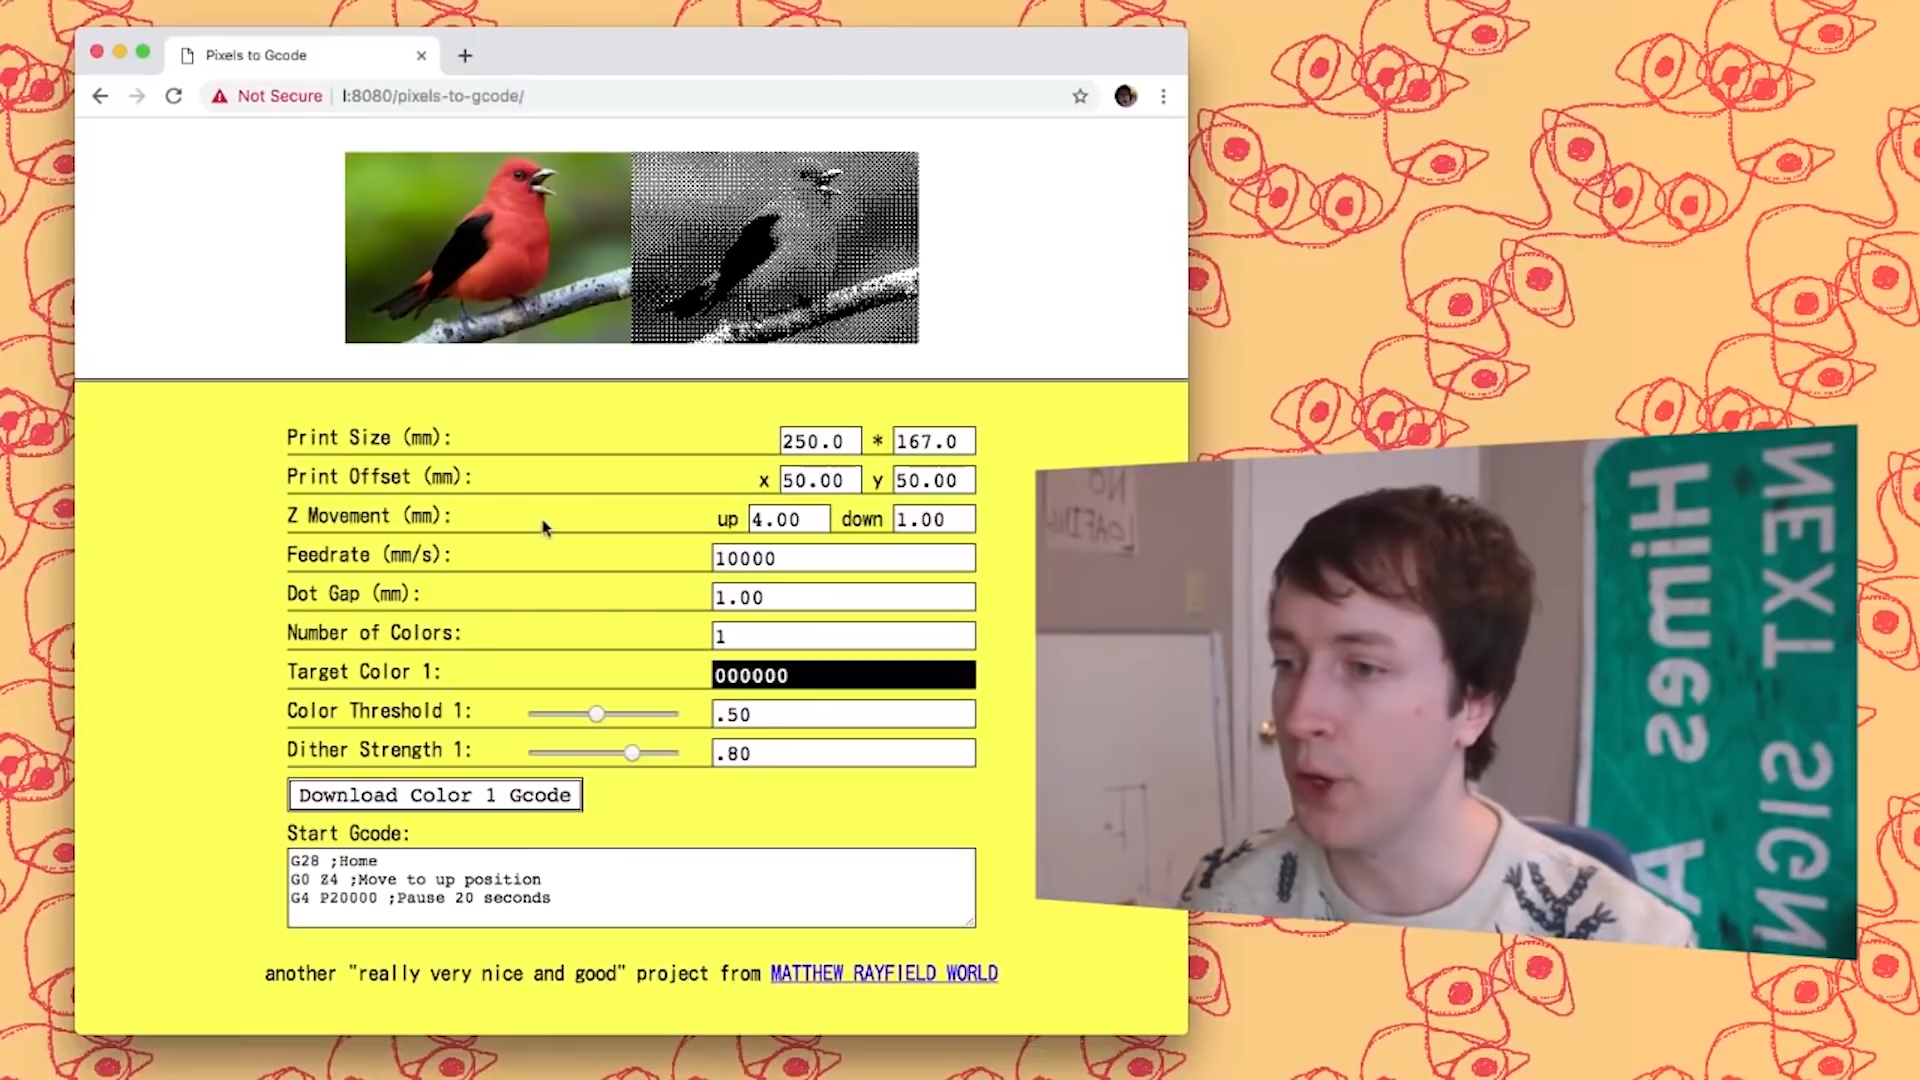 Pixels to Gcode
Not Secure l:8080/pixels-to-gcode/
Print Size (mm): 250.0 * 167.0
Print Offset (mm): x 50.00 y 50.00
Z Movement (mm): up 4.00 down 1.00
Feedrate (mm/s): 10000
Dot Gap (mm): 1.00
Number of Colors: 1
Target Color 1: 000000
Color Threshold 1: .50
Dither Strength 1: .80
Download Color 1 Gcode
Start Gcode:
G28 ;Home
G0 Z4 ;Move to up position
G4 P20000 ;Pause 20 seconds
another "really very nice and good" project from MATTHEW RAYFIELD WORLD
NO
LOAFING
Himes A
NEXT SIGN